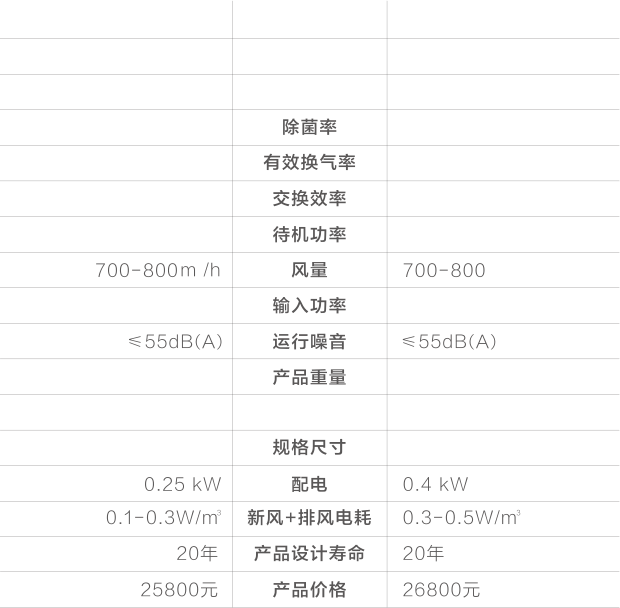 除菌率
有效换气率
交换效率
待机功率
700-800m /h 风量 700-800
输入功率
≤55dB(A) 运行噪音 ≤55dB(A)
产品重量
规格尺寸
0.25 kW 配电 0.4 kW
0.1-0.3W/m³ 新风+排风电耗 0.3-0.5W/m³
20年 产品设计寿命 20年
25800元 产品价格 26800元